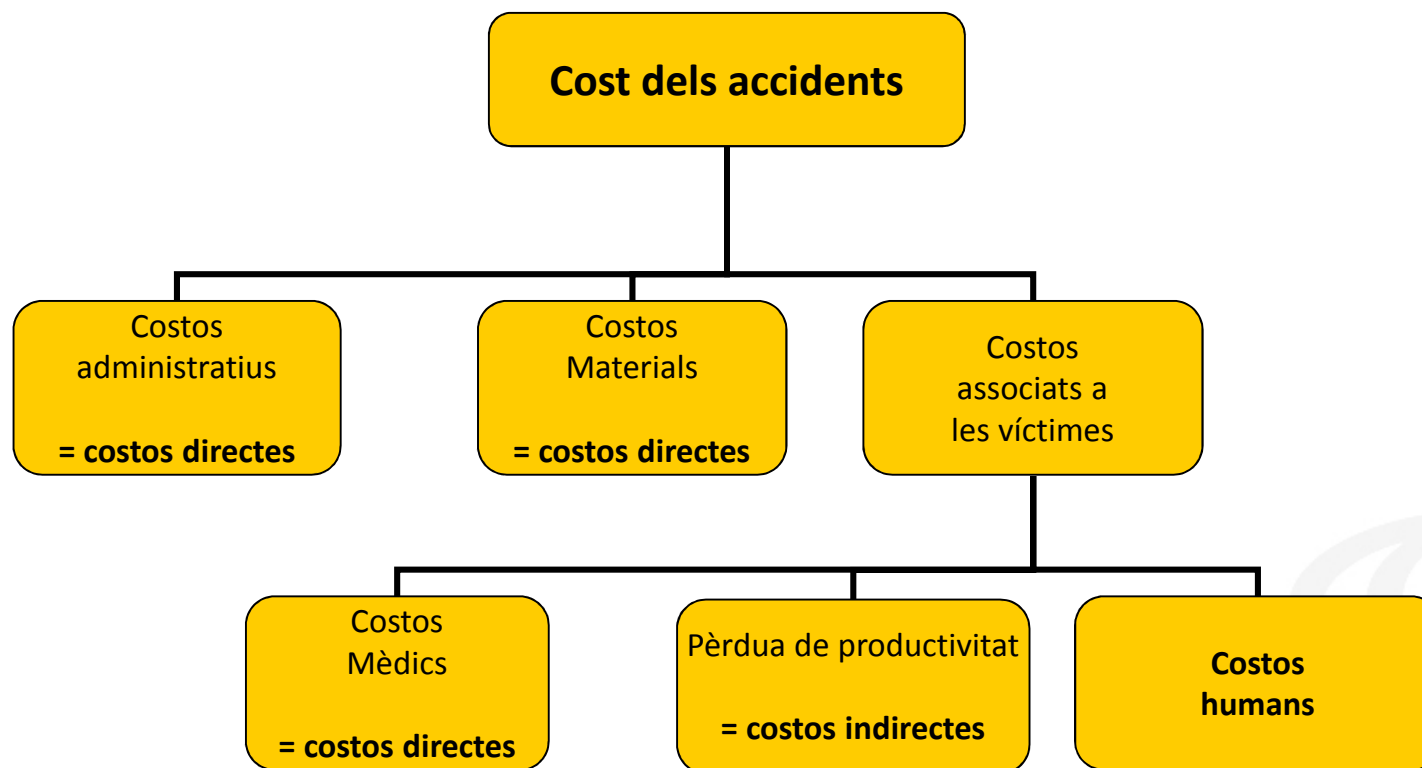 Cost dels accidents
Costos
administratius
= costos directes
Costos
Materials
= costos directes
Costos
associats a
les víctimes
Costos
Mèdics
= costos directes
Pèrdua de productivitat
= costos indirectes
Costos
humans